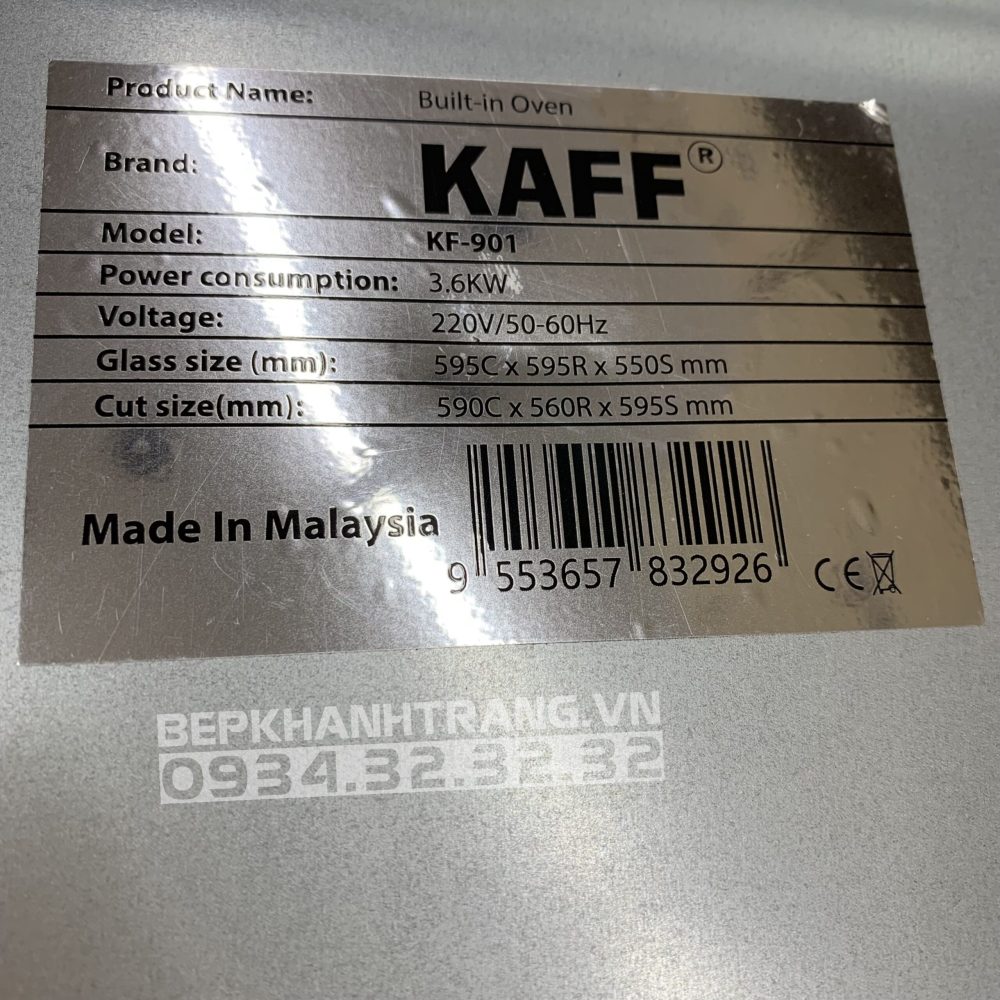 Product Name: Built-in Oven
Brand: KAFF®
Model: KF-901
Power consumption: 3.6KW
Voltage: 220V/50-60Hz
Glass size (mm): 595C x 595R x 550S mm
Cut size(mm): 590C x 560R x 595S mm
Made In Malaysia
9 553657 832926 CE
BEPKHANHTRANG.VN
0934.32.32.32